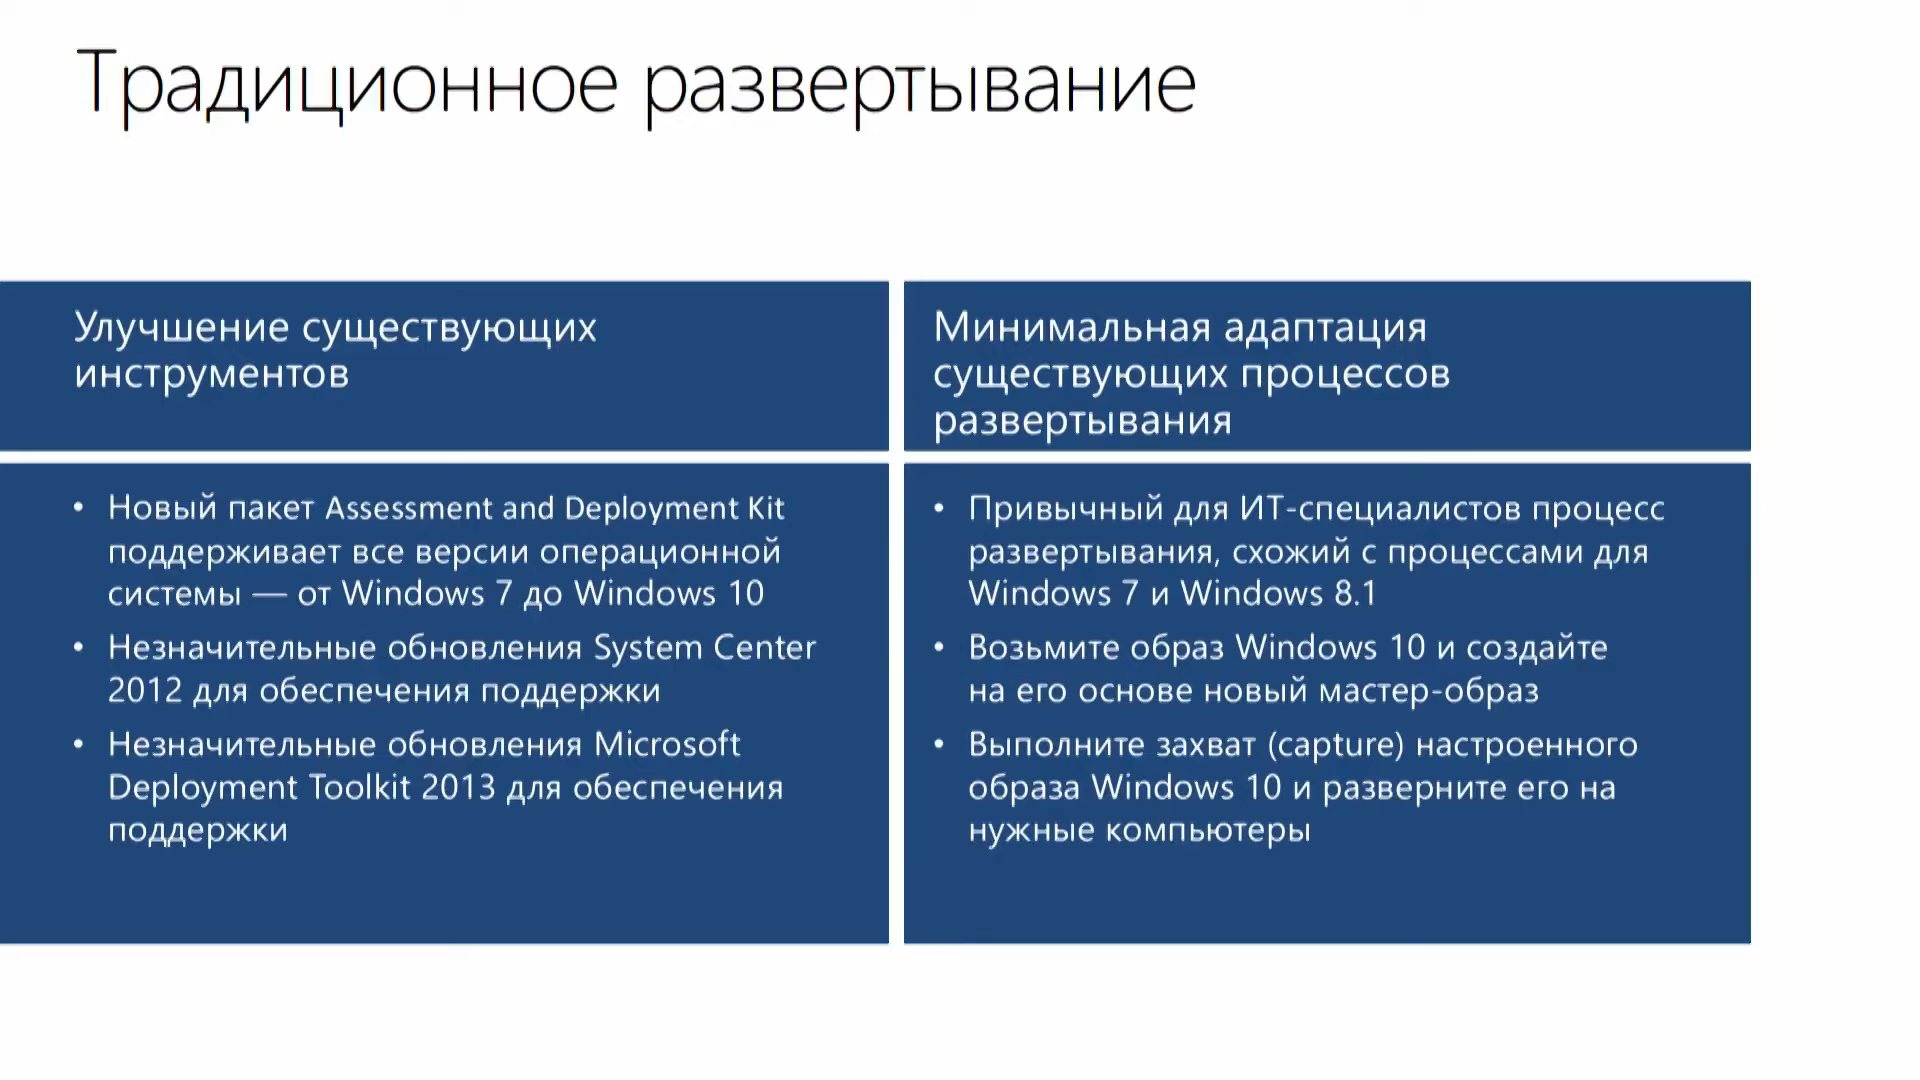 Традиционное развертывание
Улучшение существующих
инструментов
• Новый пакет Assessment and Deployment Kit
поддерживает все версии операционной
системы — от Windows 7 до Windows 10
• Незначительные обновления System Center
2012 для обеспечения поддержки
• Незначительные обновления Microsoft
Deployment Toolkit 2013 для обеспечения
поддержки
Минимальная адаптация
существующих процессов
развертывания
• Привычный для ИТ-специалистов процесс
развертывания, схожий с процессами для
Windows 7 и Windows 8.1
• Возьмите образ Windows 10 и создайте
на его основе новый мастер-образ
• Выполните захват (capture) настроенного
образа Windows 10 и разверните его на
нужные компьютеры